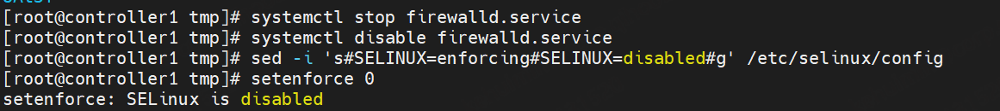 [root@controller1 tmp]# systemctl stop firewalld.service
[root@controller1 tmp]# systemctl disable firewalld.service
[root@controller1 tmp]# sed -i 's#SELINUX=enforcing#SELINUX=disabled#g' /etc/selinux/config
[root@controller1 tmp]# setenforce 0
setenforce: SELinux is disabled